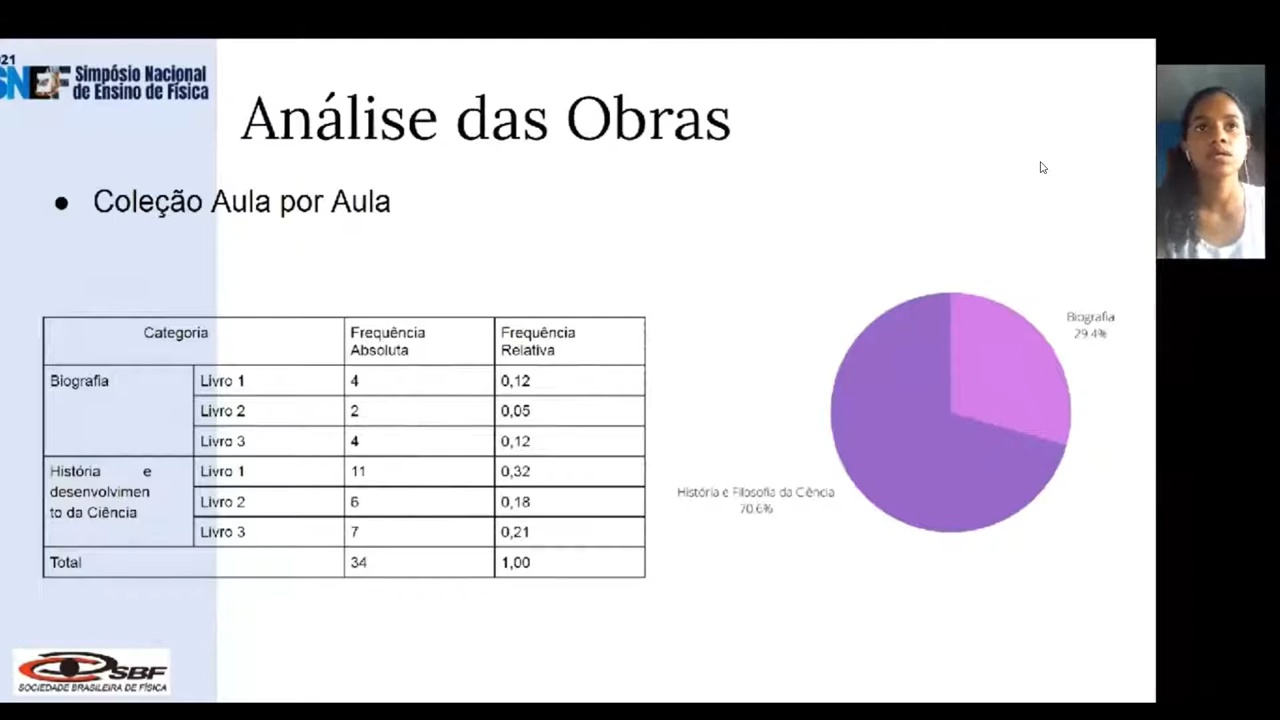 21
SNEF Simpósio Nacional
de Ensino de Física
Análise das Obras
● Coleção Aula por Aula
Categoria
Frequência
Absoluta
Frequência
Relativa
Biografia
Livro 1
4
0,12
Livro 2
2
0,05
Livro 3
4
0,12
História e
desenvolvimen
to da Ciência
Livro 1
11
0,32
Livro 2
6
0,18
Livro 3
7
0,21
Total
34
1,00
Biografia
29.4%
História e Filosofia da Ciência
70.6%
SBF
SOCIEDADE BRASILEIRA DE FÍSICA